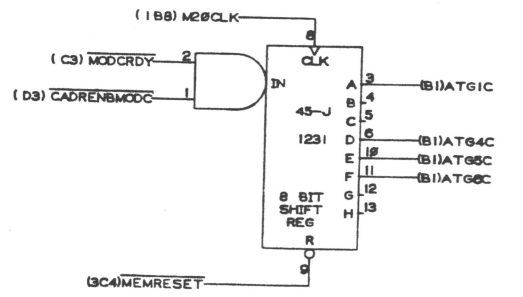 (1B8) M20CLK
8
CLK
2
(C3) MODCRDY
1
(D3) CADRENBMODC
IN
A 3 (B1)ATG1C
B 4
45-J
C 5
1231
D 6 (B1)ATG4C
E 10 (B1)ATG5C
F 11 (B1)ATG6C
8 BIT
G 12
SHIFT
H 13
REG
R
9
(3C4)MEMRESET